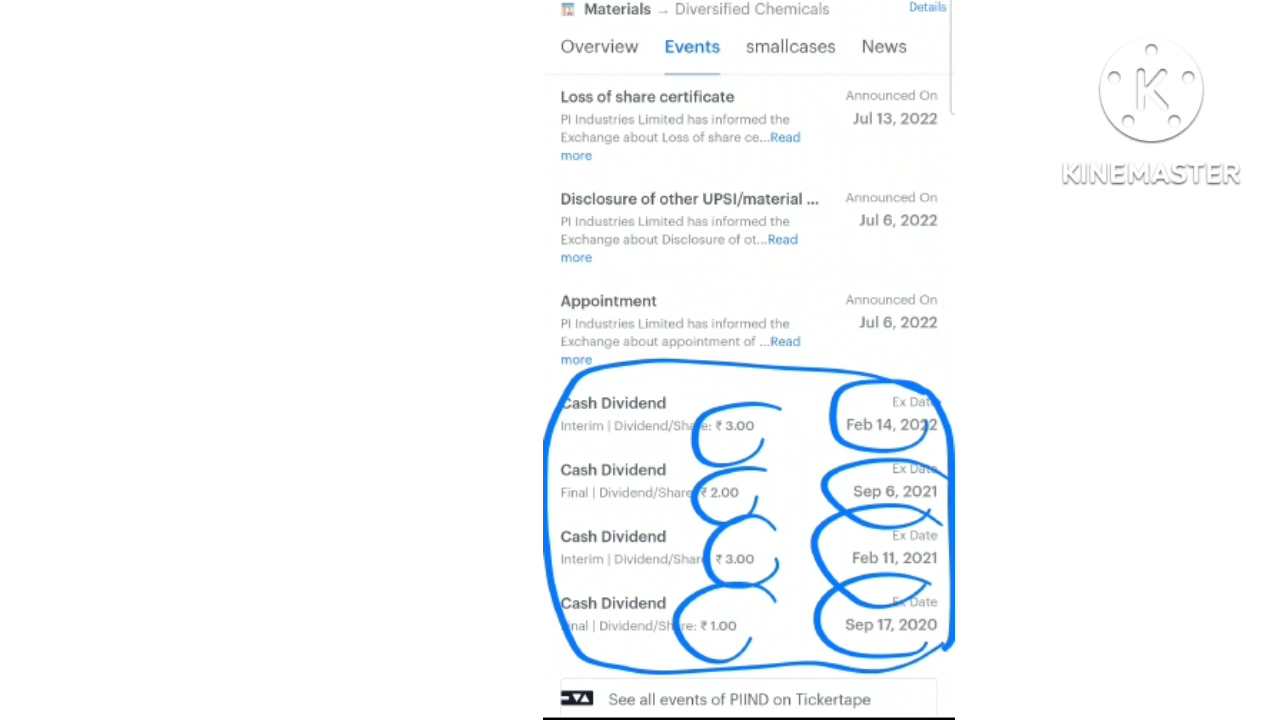 Materials → Diversified Chemicals Details
Overview Events smallcases News
Loss of share certificate Announced On
PI Industries Limited has informed the Jul 13, 2022
Exchange about Loss of share ce...Read
more
Disclosure of other UPSI/material ... Announced On
PI Industries Limited has informed the Jul 6, 2022
Exchange about Disclosure of ot...Read
more
Appointment Announced On
PI Industries Limited has informed the Jul 6, 2022
Exchange about appointment of ...Read
more
Cash Dividend Ex Date
Interim | Dividend/Share: ₹ 3.00 Feb 14, 2022
Cash Dividend Ex Date
Final | Dividend/Share: ₹ 2.00 Sep 6, 2021
Cash Dividend Ex Date
Interim | Dividend/Share: ₹ 3.00 Feb 11, 2021
Cash Dividend Ex Date
Final | Dividend/Share: ₹ 1.00 Sep 17, 2020
See all events of PIIND on Tickertape
K
KINEMASTER